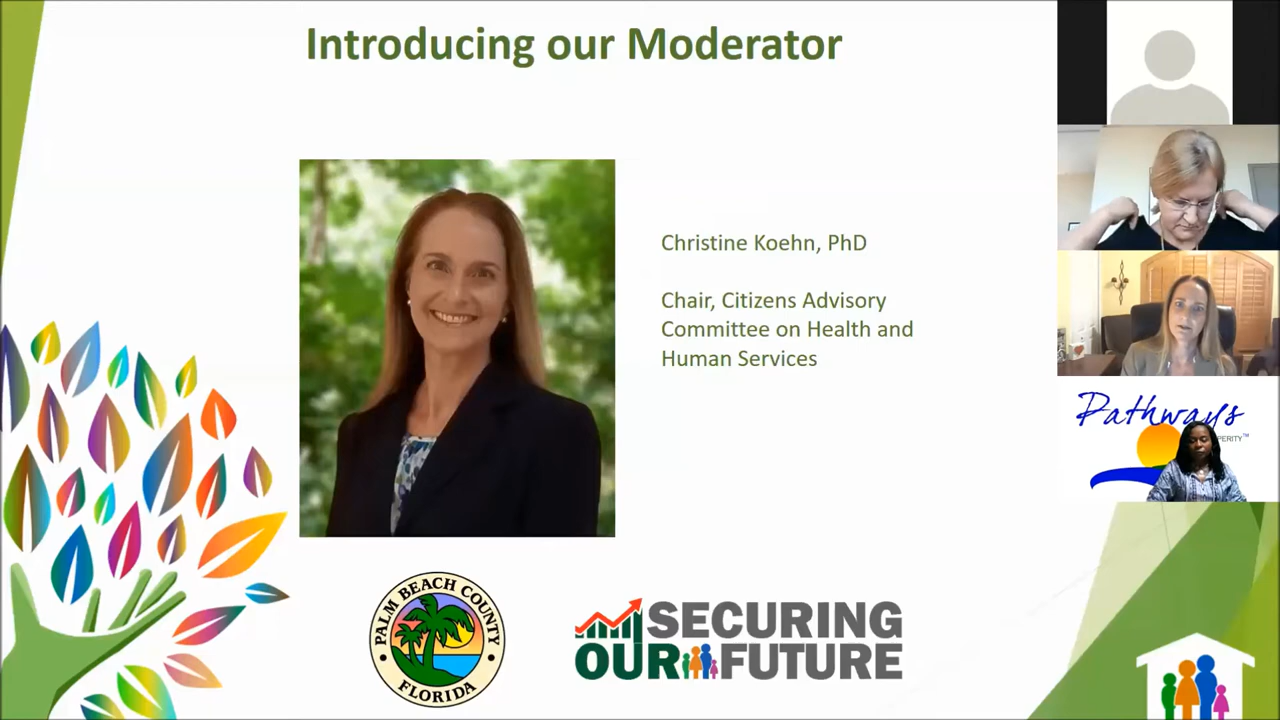 Introducing our Moderator
Christine Koehn, PhD
Chair, Citizens Advisory
Committee on Health and
Human Services
Pathways
PERITY™
PALM BEACH COUNTY
FLORIDA
SECURING
OUR FUTURE